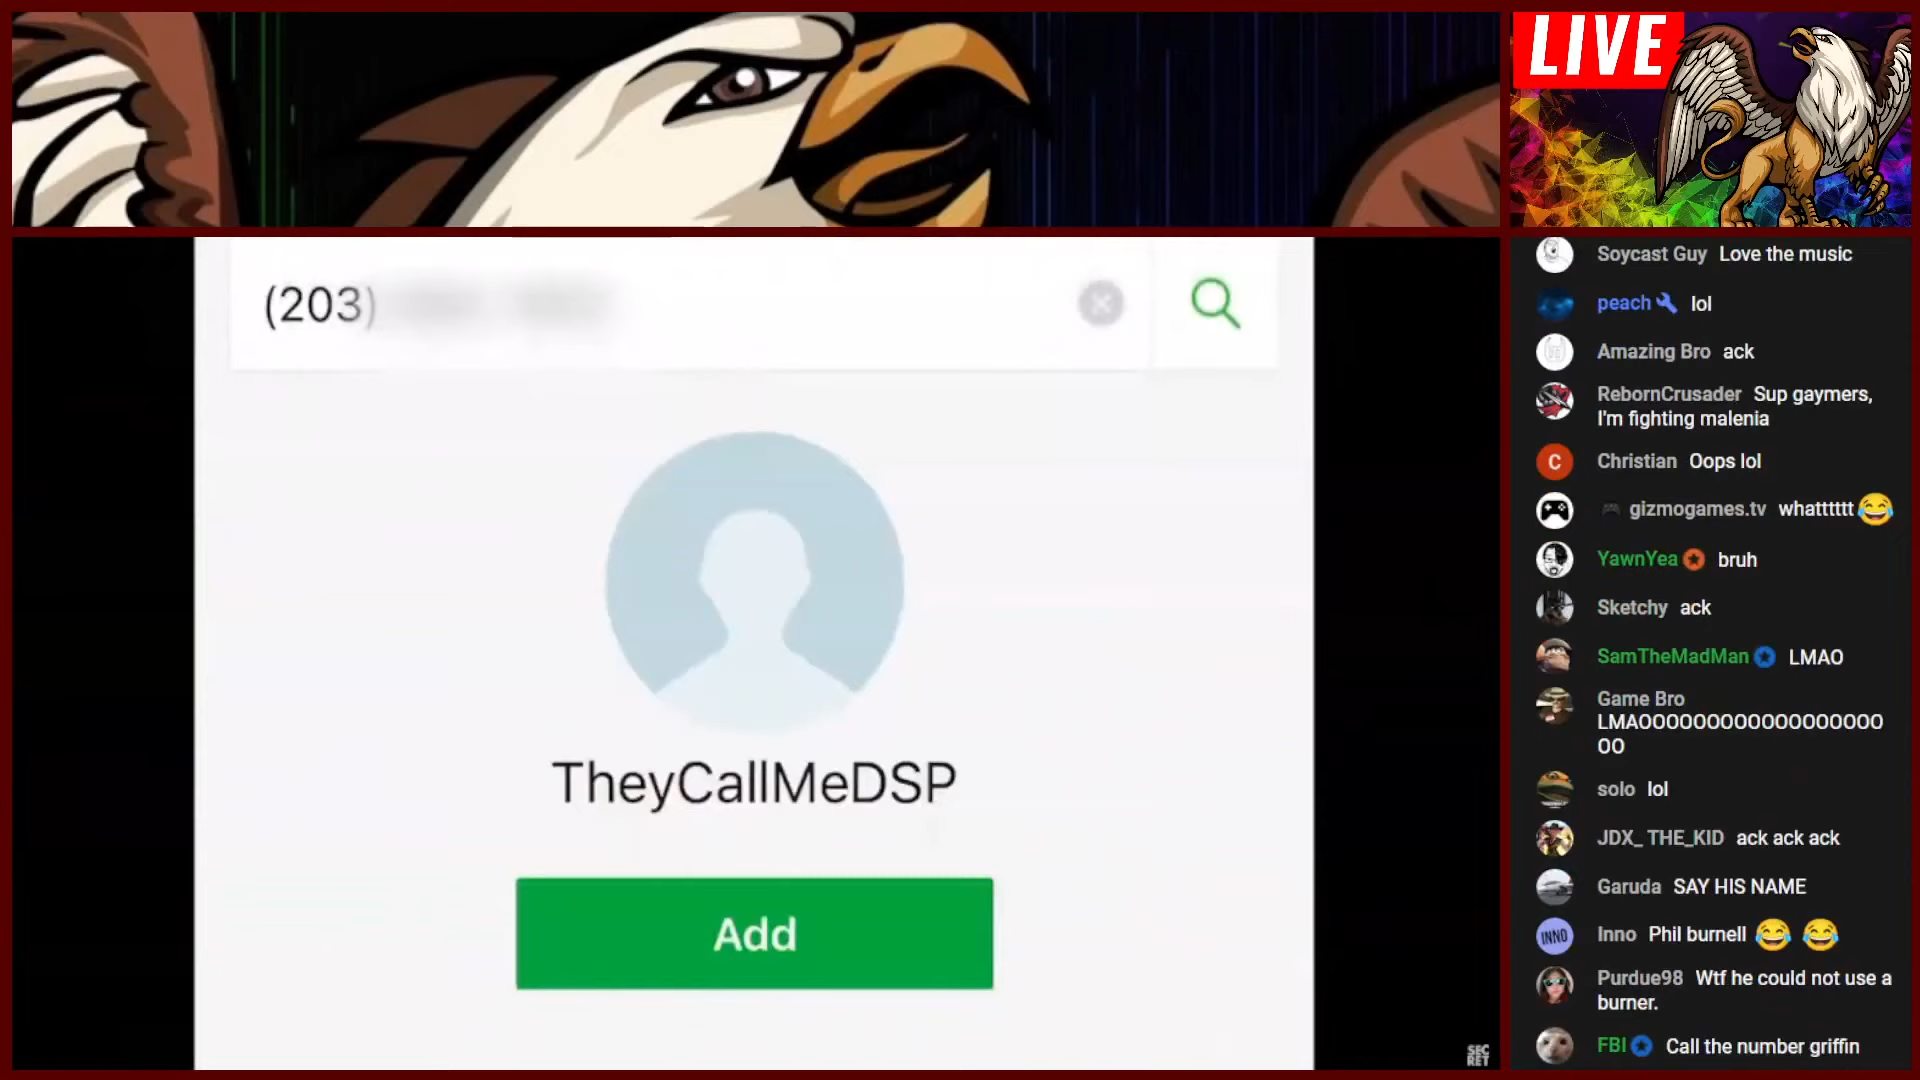 LIVE
(203)
TheyCallMeDSP
Add
SEC
RET
Soycast Guy Love the music
peach lol
Amazing Bro ack
RebornCrusader Sup gaymers,
I'm fighting malenia
C
Christian Oops lol
gizmogames.tv whatttttt
YawnYea bruh
Sketchy ack
SamTheMadMan LMAO
Game Bro
LMAOOOOOOOOOOOOOOOOOO
OO
solo lol
JDX_THE_KID ack ack ack
Garuda SAY HIS NAME
INNO
Inno Phil burnell
Purdue98 Wtf he could not use a
burner.
FBI Call the number griffin